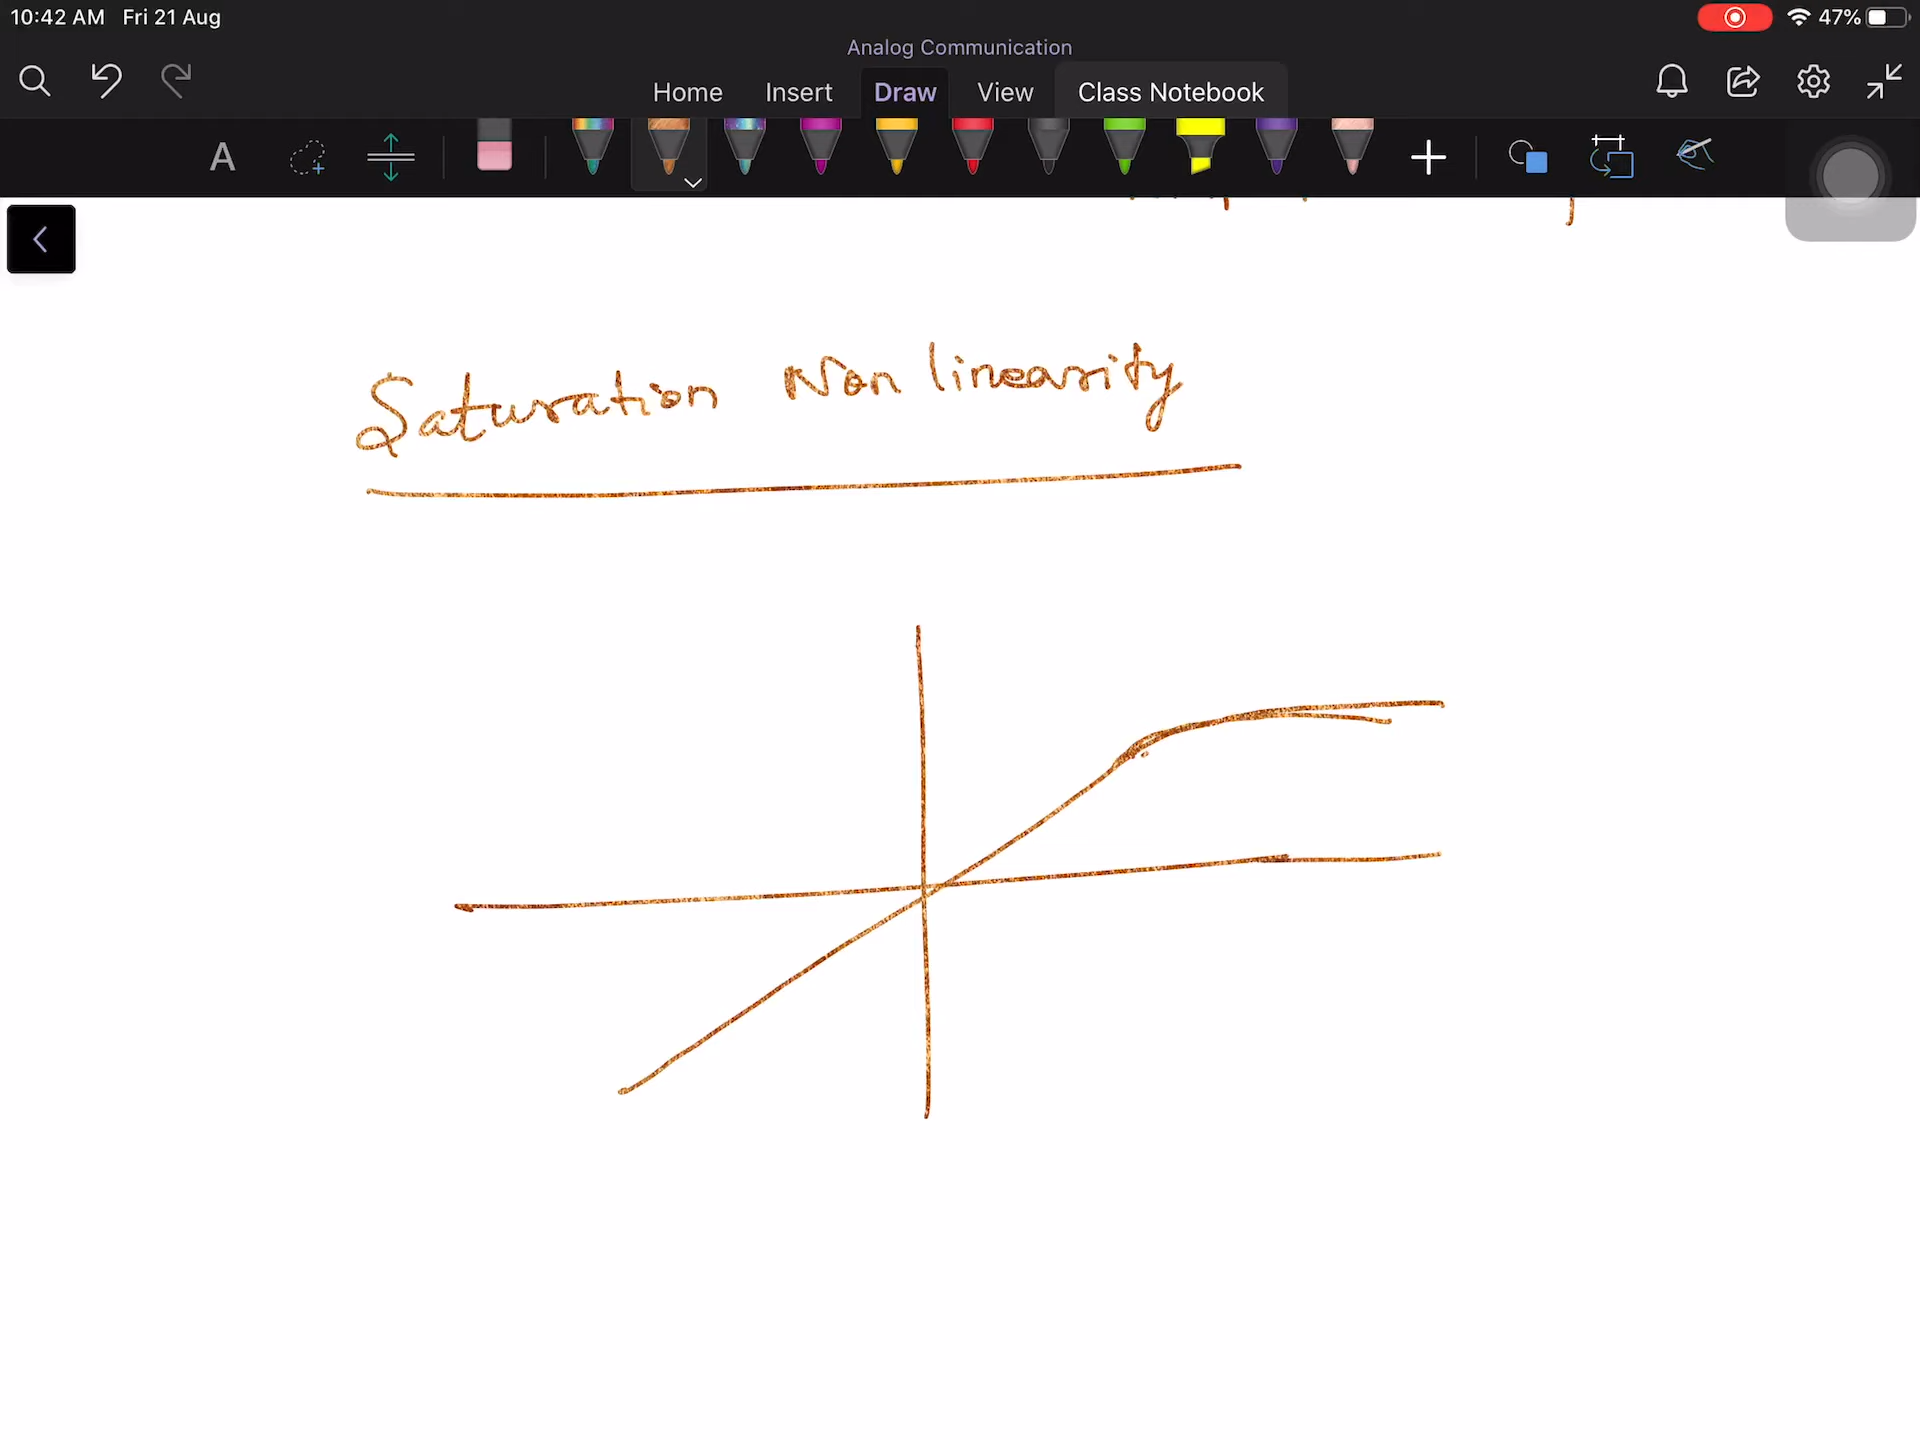 10:42 AM Fri 21 Aug
47%
Analog Communication
Home Insert Draw View Class Notebook
A
Saturation Non linearity